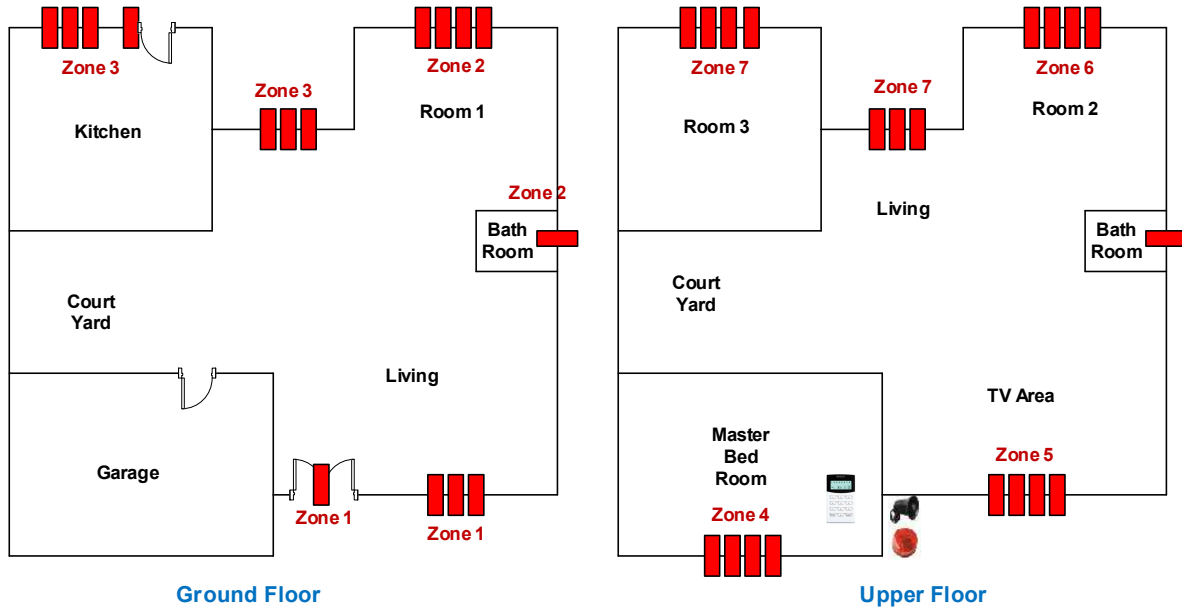 Zone 3
Kitchen
Zone 3
Zone 2
Room 1
Zone 2
Bath
Room
Court
Yard
Living
Garage
Zone 1
Zone 1
Ground Floor
Zone 7
Room 3
Zone 7
Zone 6
Room 2
Living
Bath
Room
Court
Yard
TV Area
Master
Bed
Room
Zone 5
Zone 4
Upper Floor